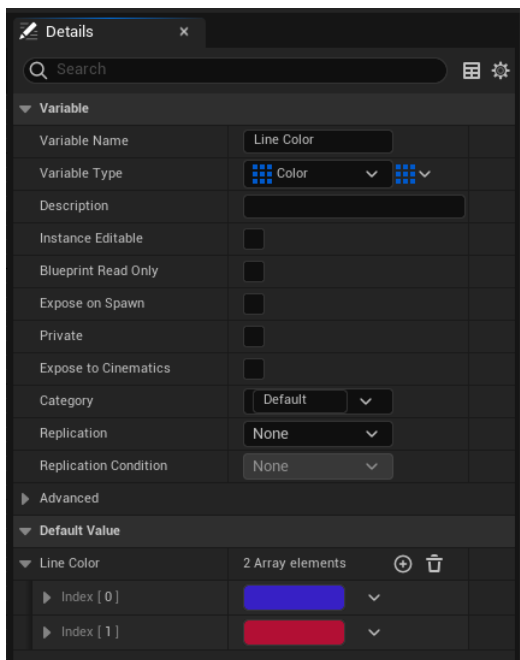 Details ×
Search
Variable
Variable Name Line Color
Variable Type Color
Description
Instance Editable
Blueprint Read Only
Expose on Spawn
Private
Expose to Cinematics
Category Default
Replication None
Replication Condition None
Advanced
Default Value
Line Color 2 Array elements
Index [ 0 ]
Index [ 1 ]